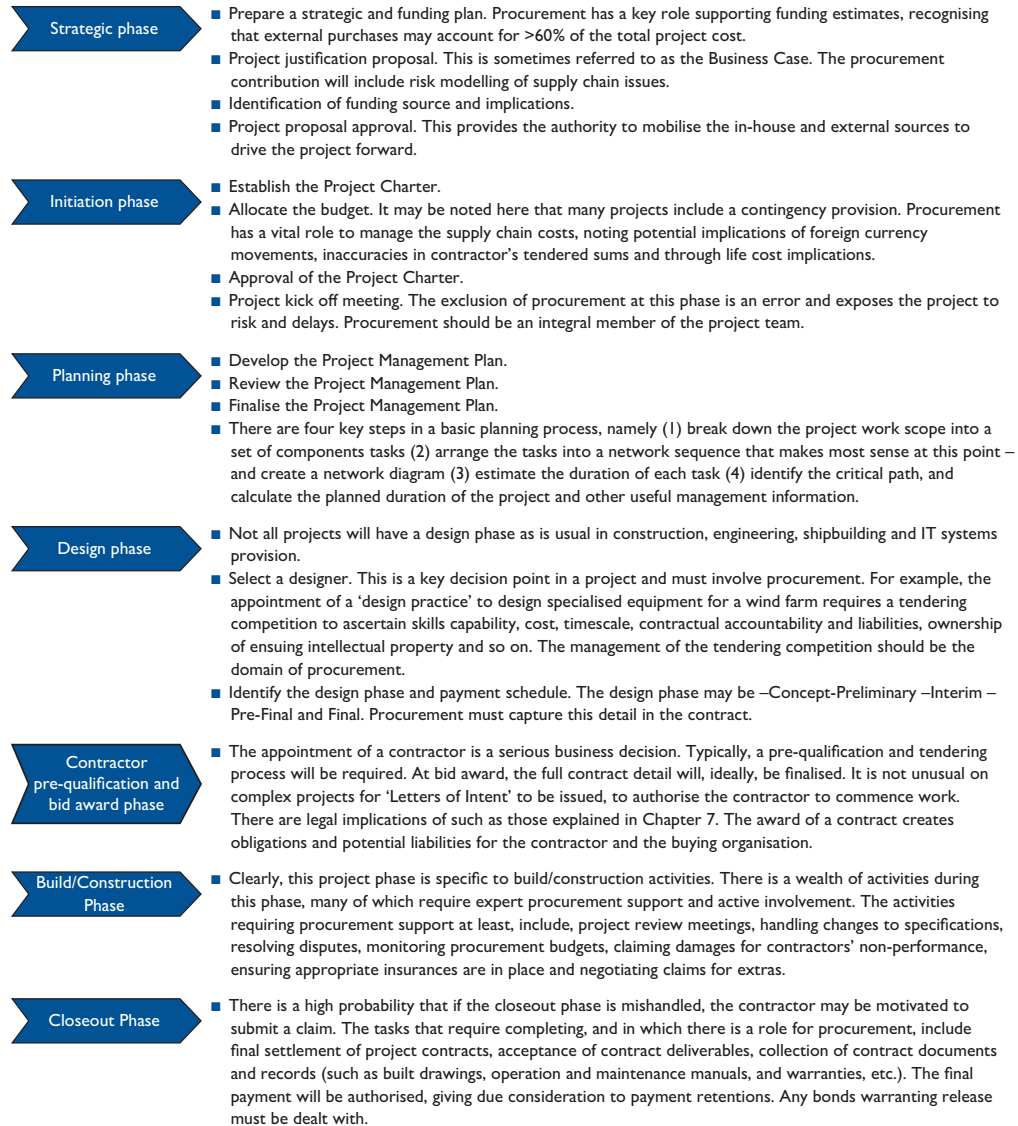 Strategic phase
■ Prepare a strategic and funding plan. Procurement has a key role supporting funding estimates, recognising
that external purchases may account for >60% of the total project cost.
■ Project justification proposal. This is sometimes referred to as the Business Case. The procurement
contribution will include risk modelling of supply chain issues.
■ Identification of funding source and implications.
■ Project proposal approval. This provides the authority to mobilise the in-house and external sources to
drive the project forward.
Initiation phase
■ Establish the Project Charter.
■ Allocate the budget. It may be noted here that many projects include a contingency provision. Procurement
has a vital role to manage the supply chain costs, noting potential implications of foreign currency
movements, inaccuracies in contractor's tendered sums and through life cost implications.
■ Approval of the Project Charter.
■ Project kick off meeting. The exclusion of procurement at this phase is an error and exposes the project to
risk and delays. Procurement should be an integral member of the project team.
Planning phase
■ Develop the Project Management Plan.
■ Review the Project Management Plan.
■ Finalise the Project Management Plan.
■ There are four key steps in a basic planning process, namely (1) break down the project work scope into a
set of components tasks (2) arrange the tasks into a network sequence that makes most sense at this point –
and create a network diagram (3) estimate the duration of each task (4) identify the critical path, and
calculate the planned duration of the project and other useful management information.
Design phase
■ Not all projects will have a design phase as is usual in construction, engineering, shipbuilding and IT systems
provision.
■ Select a designer. This is a key decision point in a project and must involve procurement. For example, the
appointment of a 'design practice' to design specialised equipment for a wind farm requires a tendering
competition to ascertain skills capability, cost, timescale, contractual accountability and liabilities, ownership
of ensuing intellectual property and so on. The management of the tendering competition should be the
domain of procurement.
■ Identify the design phase and payment schedule. The design phase may be –Concept-Preliminary –Interim –
Pre-Final and Final. Procurement must capture this detail in the contract.
Contractor
pre-qualification and
bid award phase
■ The appointment of a contractor is a serious business decision. Typically, a pre-qualification and tendering
process will be required. At bid award, the full contract detail will, ideally, be finalised. It is not unusual on
complex projects for 'Letters of Intent' to be issued, to authorise the contractor to commence work.
There are legal implications of such as those explained in Chapter 7. The award of a contract creates
obligations and potential liabilities for the contractor and the buying organisation.
Build/Construction
Phase
■ Clearly, this project phase is specific to build/construction activities. There is a wealth of activities during
this phase, many of which require expert procurement support and active involvement. The activities
requiring procurement support at least, include, project review meetings, handling changes to specifications,
resolving disputes, monitoring procurement budgets, claiming damages for contractors' non-performance,
ensuring appropriate insurances are in place and negotiating claims for extras.
Closeout Phase
■ There is a high probability that if the closeout phase is mishandled, the contractor may be motivated to
submit a claim. The tasks that require completing, and in which there is a role for procurement, include
final settlement of project contracts, acceptance of contract deliverables, collection of contract documents
and records (such as built drawings, operation and maintenance manuals, and warranties, etc.). The final
payment will be authorised, giving due consideration to payment retentions. Any bonds warranting release
must be dealt with.